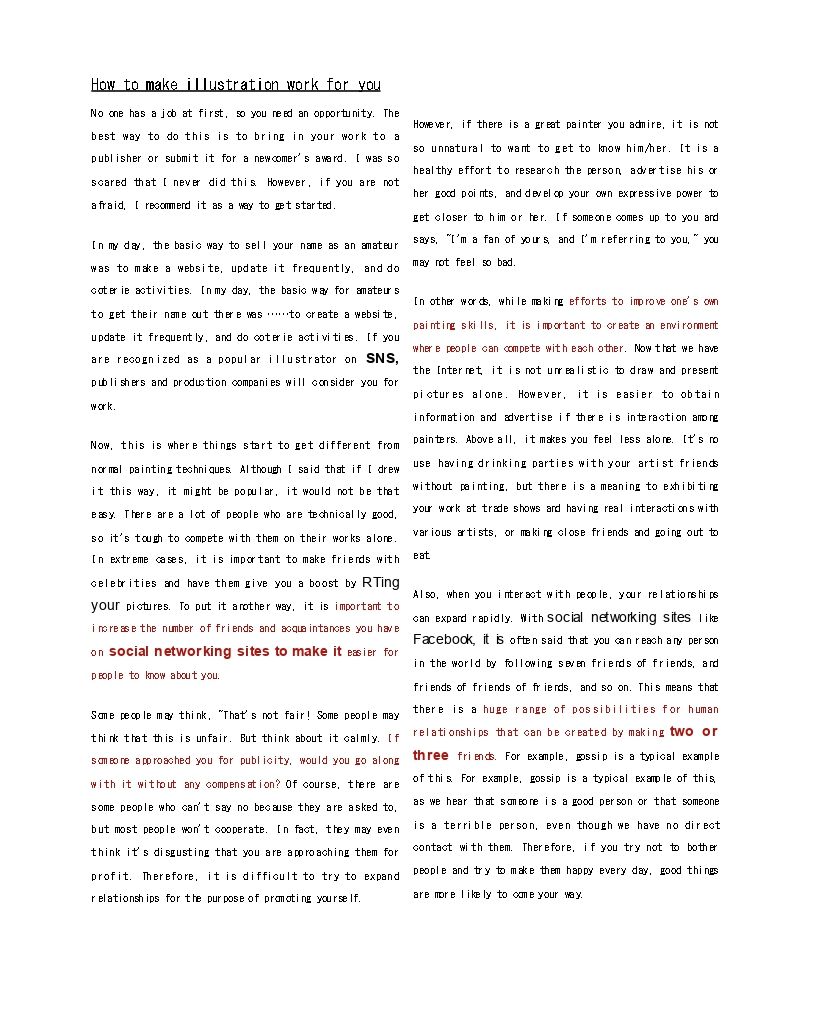 How to make illustration work for you
No one has a job at first, so you need an opportunity. The
best way to do this is to bring in your work to a
publisher or submit it for a newcomer's award. I was so
scared that I never did this. However, if you are not
afraid, I recommend it as a way to get started.
In my day, the basic way to sell your name as an amateur
was to make a website, update it frequently, and do
coterie activities. In my day, the basic way for amateurs
to get their name out there was ……to create a website,
update it frequently, and do coterie activities. If you
are recognized as a popular illustrator on SNS,
publishers and production companies will consider you for
work.
Now, this is where things start to get different from
normal painting techniques. Although I said that if I drew
it this way, it might be popular, it would not be that
easy. There are a lot of people who are technically good,
so it's tough to compete with them on their works alone.
In extreme cases, it is important to make friends with
celebrities and have them give you a boost by RTing
your pictures. To put it another way, it is important to
increase the number of friends and acquaintances you have
on social networking sites to make it easier for
people to know about you.
Some people may think, "That's not fair! Some people may
think that this is unfair. But think about it calmly. If
someone approached you for publicity, would you go along
with it without any compensation? Of course, there are
some people who can't say no because they are asked to,
but most people won't cooperate. In fact, they may even
think it's disgusting that you are approaching them for
profit. Therefore, it is difficult to try to expand
relationships for the purpose of promoting yourself.
However, if there is a great painter you admire, it is not
so unnatural to want to get to know him/her. It is a
healthy effort to research the person, advertise his or
her good points, and develop your own expressive power to
get closer to him or her. If someone comes up to you and
says, "I'm a fan of yours, and I'm referring to you," you
may not feel so bad.
In other words, while making efforts to improve one's own
painting skills, it is important to create an environment
where people can compete with each other. Now that we have
the Internet, it is not unrealistic to draw and present
pictures alone. However, it is easier to obtain
information and advertise if there is interaction among
painters. Above all, it makes you feel less alone. It's no
use having drinking parties with your artist friends
without painting, but there is a meaning to exhibiting
your work at trade shows and having real interactions with
various artists, or making close friends and going out to
eat.
Also, when you interact with people, your relationships
can expand rapidly. With social networking sites like
Facebook, it is often said that you can reach any person
in the world by following seven friends of friends, and
friends of friends of friends, and so on. This means that
there is a huge range of possibilities for human
relationships that can be created by making two or
three friends. For example, gossip is a typical example
of this. For example, gossip is a typical example of this,
as we hear that someone is a good person or that someone
is a terrible person, even though we have no direct
contact with them. Therefore, if you try not to bother
people and try to make them happy every day, good things
are more likely to come your way.